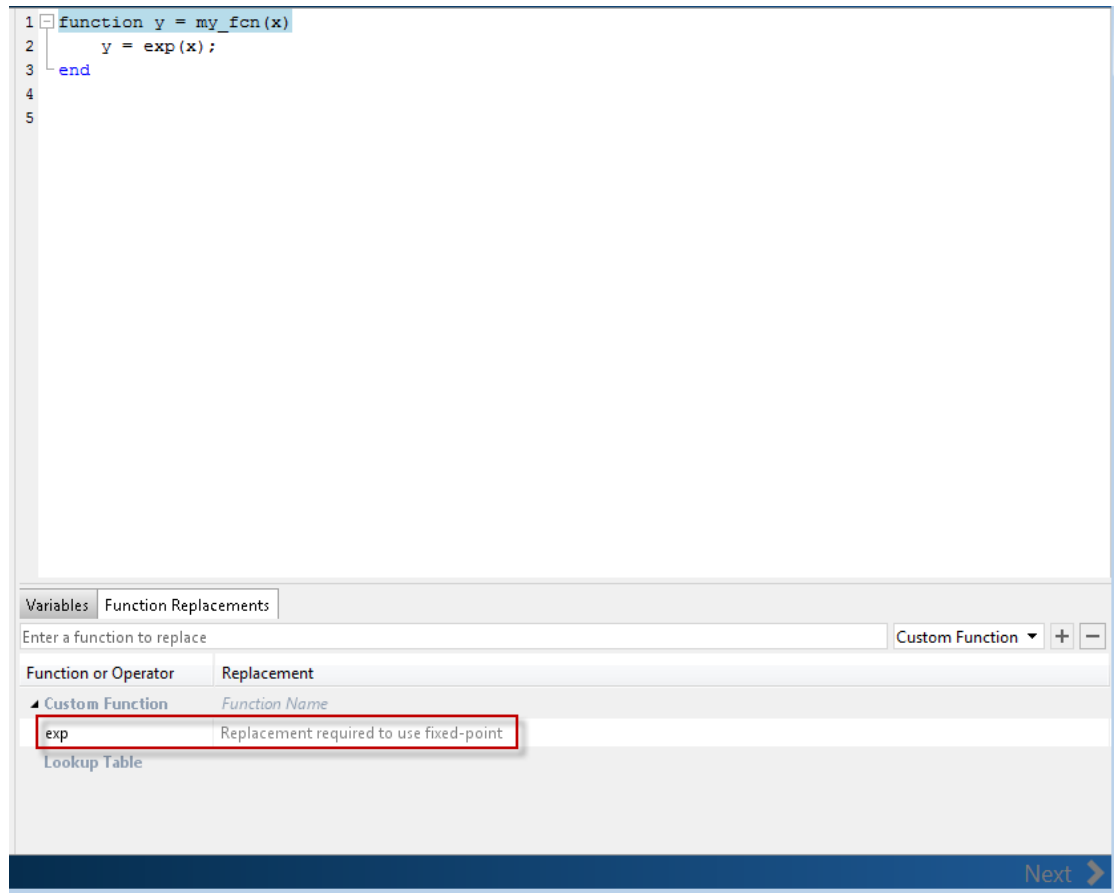 1 function y = my_fcn(x)
2 y = exp(x);
3 end
4
5
Variables Function Replacements
Enter a function to replace Custom Function
Function or Operator Replacement
Custom Function Function Name
exp Replacement required to use fixed-point
Lookup Table
Next